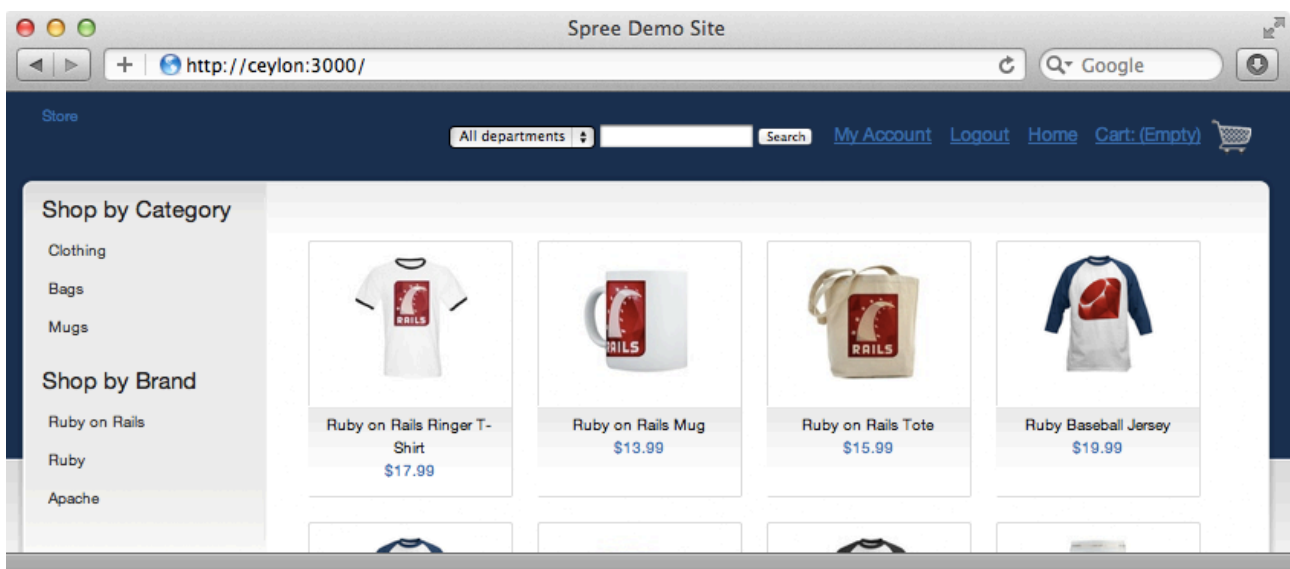 Spree Demo Site
http://ceylon:3000/
Google
Store
All departments
Search
My Account Logout Home Cart: (Empty)
Shop by Category
Clothing
Bags
Mugs
Shop by Brand
Ruby on Rails
Ruby
Apache
RAILS
RAILS
Ruby on Rails Ringer T-
Shirt
$17.99
Ruby on Rails Mug
$13.99
RAILS
Ruby on Rails Tote
$15.99
Ruby Baseball Jersey
$19.99